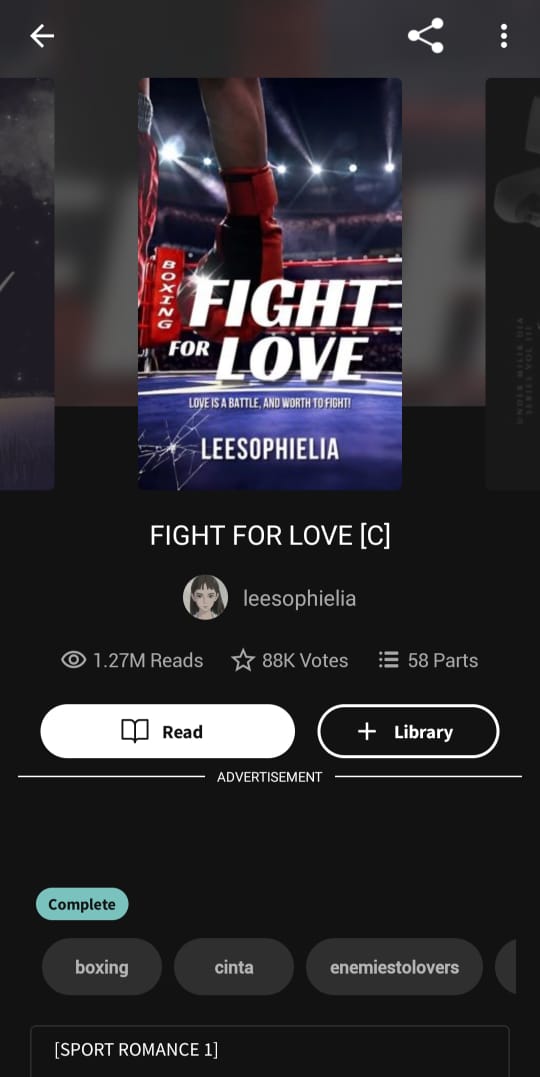 BOXING
FIGHT
FOR LOVE
LOVE IS A BATTLE, AND WORTH TO FIGHT!
LEESOPHIELIA
FIGHT FOR LOVE [C]
leesophielia
1.27M Reads 88K Votes 58 Parts
Read + Library
ADVERTISEMENT
Complete
boxing cinta enemiestolovers
[SPORT ROMANCE 1]